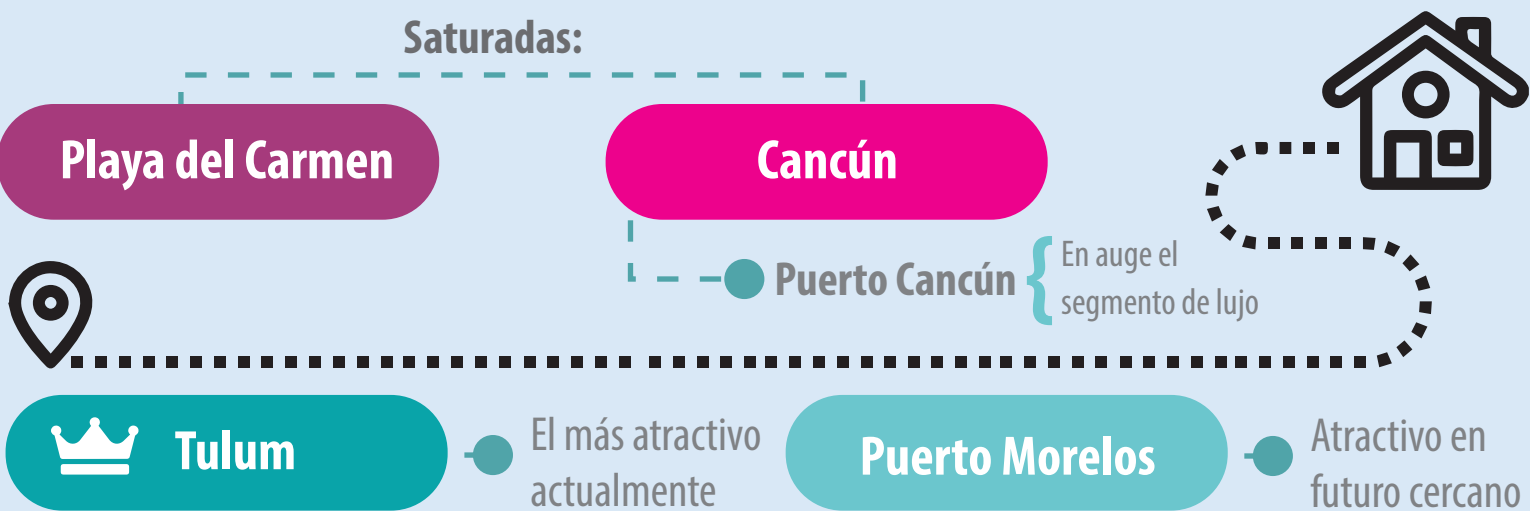 Saturadas:
Playa del Carmen
Cancún
Puerto Cancún
En auge el
segmento de lujo
Tulum
El más atractivo
actualmente
Puerto Morelos
Atractivo en
futuro cercano